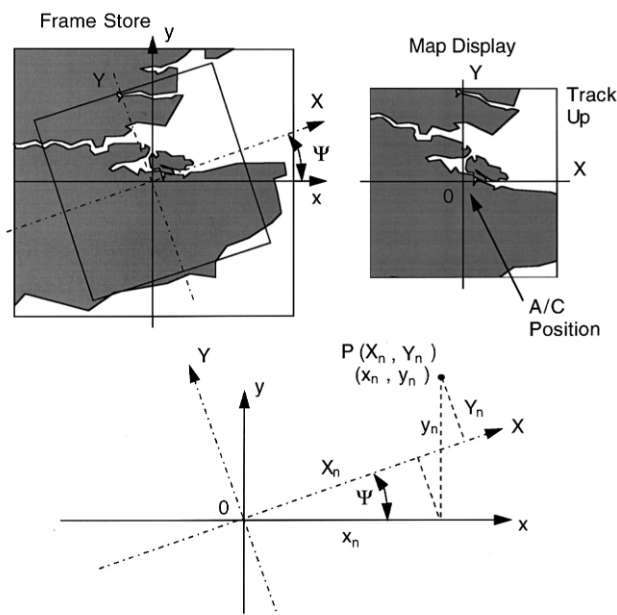 Frame Store
y
Y
X
Ψ
x
Map Display
Y
Track
Up
X
0
A/C
Position
Y
y
P (Xₙ , Yₙ)
(xₙ , yₙ)
Yₙ
yₙ
X
Xₙ
Ψ
0
x
xₙ